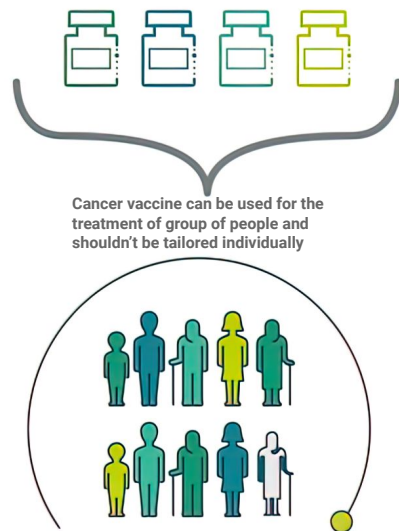 Cancer vaccine can be used for the
treatment of group of people and
shouldn't be tailored individually